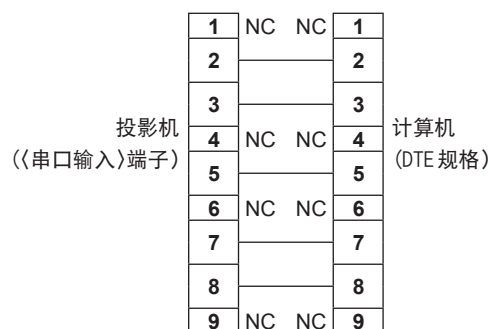 1 NC NC 1
2 2
3 3
投影机
(〈串口输入〉端子)
4 NC NC 4
计算机
(DTE 规格)
5 5
6 NC NC 6
7 7
8 8
9 NC NC 9